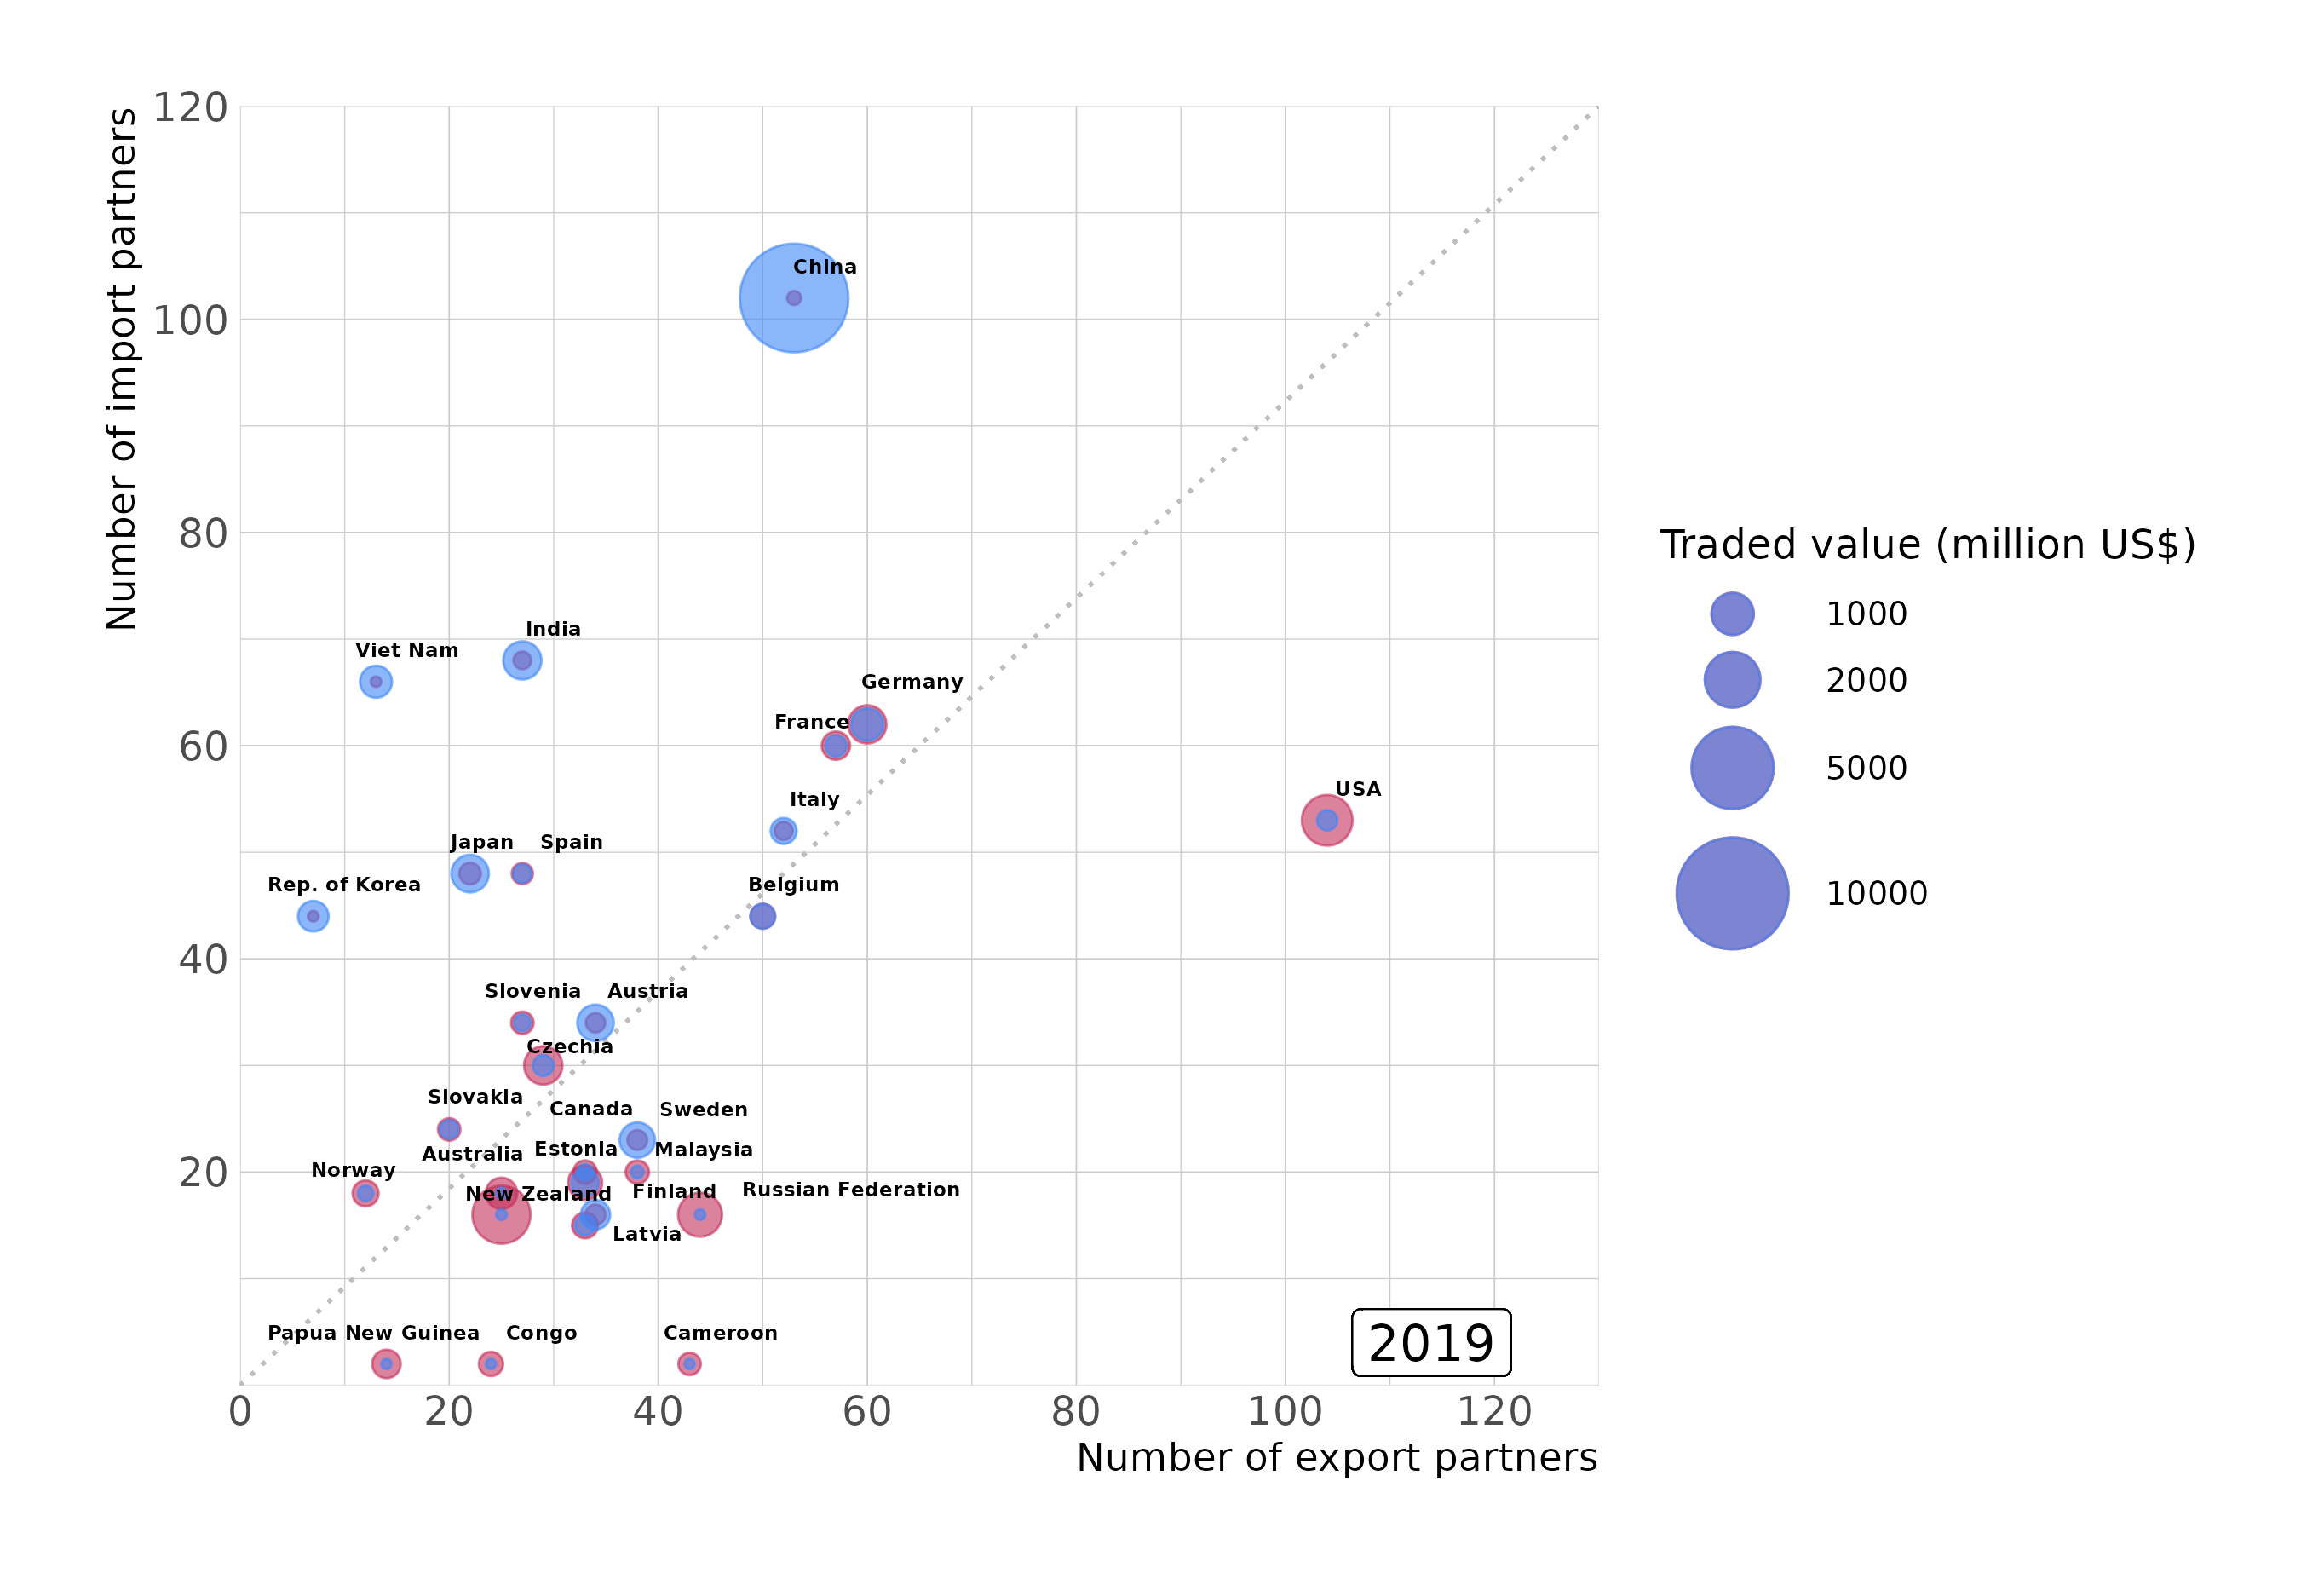 Number of import partners
120
100
80
60
40
20
China
India
Viet Nam
Germany
France
USA
Italy
Japan Spain
Rep. of Korea Belgium
Slovenia Austria
Czechia
Slovakia
Canada Sweden
Australia Estonia Malaysia
Norway
New Zealand Finland Russian Federation
Latvia
Papua New Guinea Congo Cameroon
2019
0 20 40 60 80 100 120
Number of export partners
Traded value (million US$)
1000
2000
5000
10000